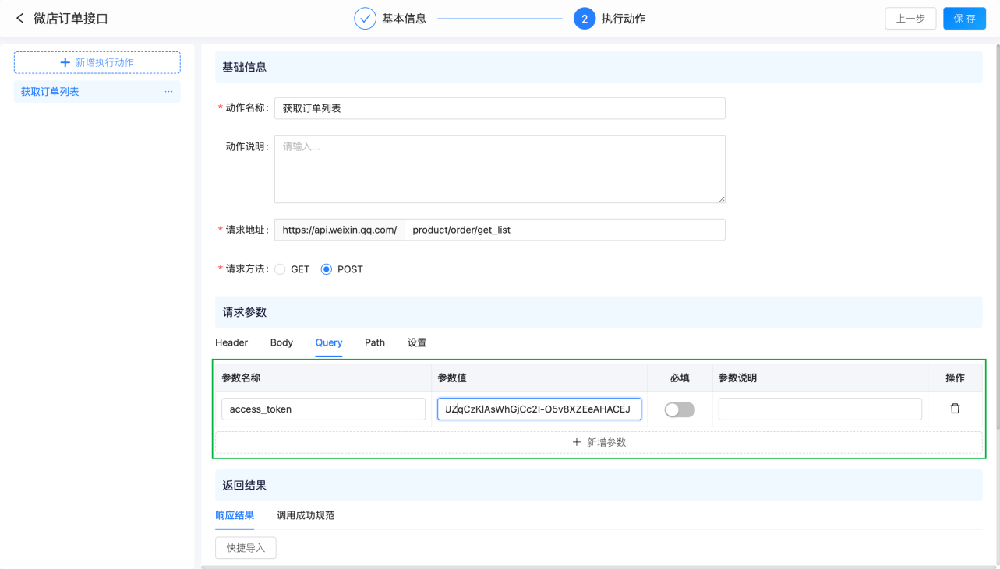 微店订单接口
基本信息
2 执行动作
上一步
保 存
新增执行动作
获取订单列表
基础信息
* 动作名称: 获取订单列表
动作说明: 请输入...
* 请求地址: https://api.weixin.qq.com/ product/order/get_list
* 请求方法: GET POST
请求参数
Header Body Query Path 设置
参数名称 参数值 必填 参数说明 操作
access_token JZqCzKlAsWhGjCc2I-O5v8XZEeAHACEJ
+ 新增参数
返回结果
响应结果 调用成功规范
快捷导入